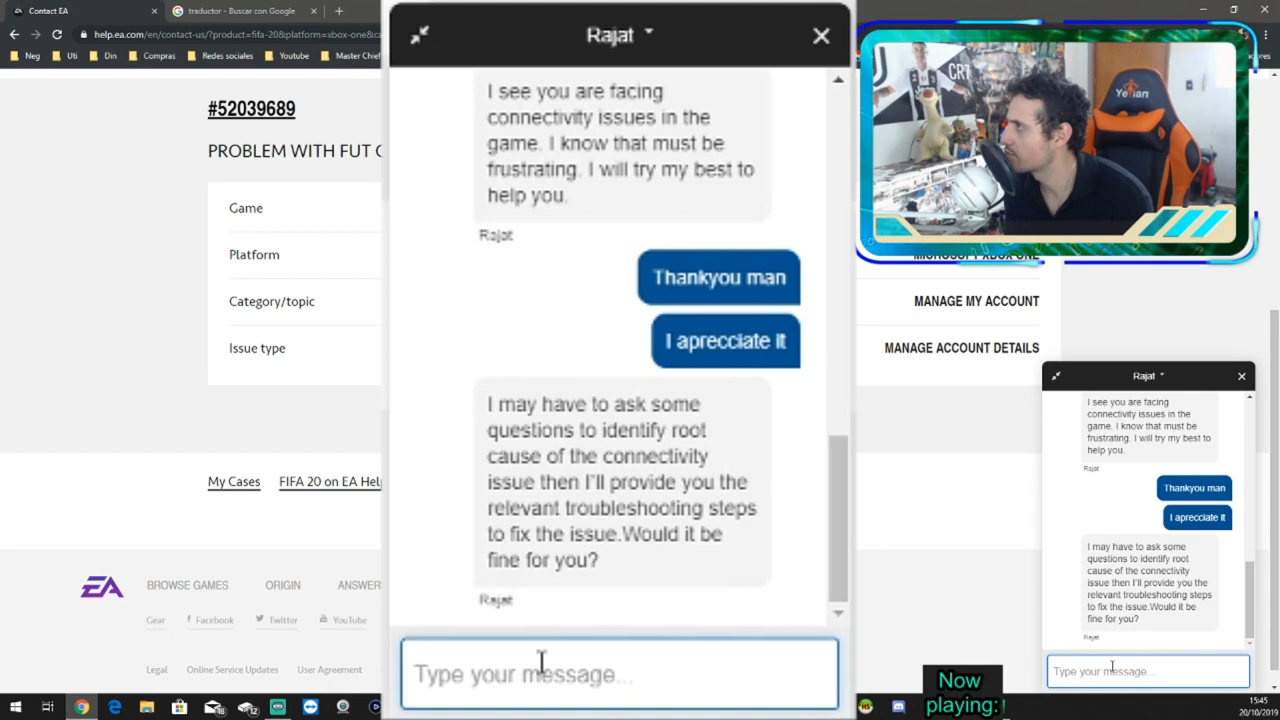 Contact EA
traductor - Buscar con Google
help.ea.com/en/contact-us/?product=fifa-20&platform=xbox-one&c
Neg
Uti
Din
Compras
Redes sociales
Youtube
Master Chief
#52039689
PROBLEM WITH FUT
Game
Platform
Category/topic
Issue type
MICROSOFT XBOX ONE
MANAGE MY ACCOUNT
MANAGE ACCOUNT DETAILS
My Cases
FIFA 20 on EA Help
EA
BROWSE GAMES
ORIGIN
ANSWER
Gear
Facebook
Twitter
YouTube
Legal
Online Service Updates
User Agreement
Rajat
I see you are facing
connectivity issues in the
game. I know that must be
frustrating. I will try my best to
help you.
Rajat
Thankyou man
I aprecciate it
I may have to ask some
questions to identify root
cause of the connectivity
issue then I'll provide you the
relevant troubleshooting steps
to fix the issue.Would it be
fine for you?
Rajat
Type your message...
CRT
Rajat
I see you are facing
connectivity issues in the
game. I know that must be
frustrating. I will try my best to
help you.
Rajat
Thankyou man
I aprecciate it
I may have to ask some
questions to identify root
cause of the connectivity
issue then I'll provide you the
relevant troubleshooting steps
to fix the issue.Would it be
fine for you?
Rajat
Type your message...
Now
playing:
15:45
20/10/2019